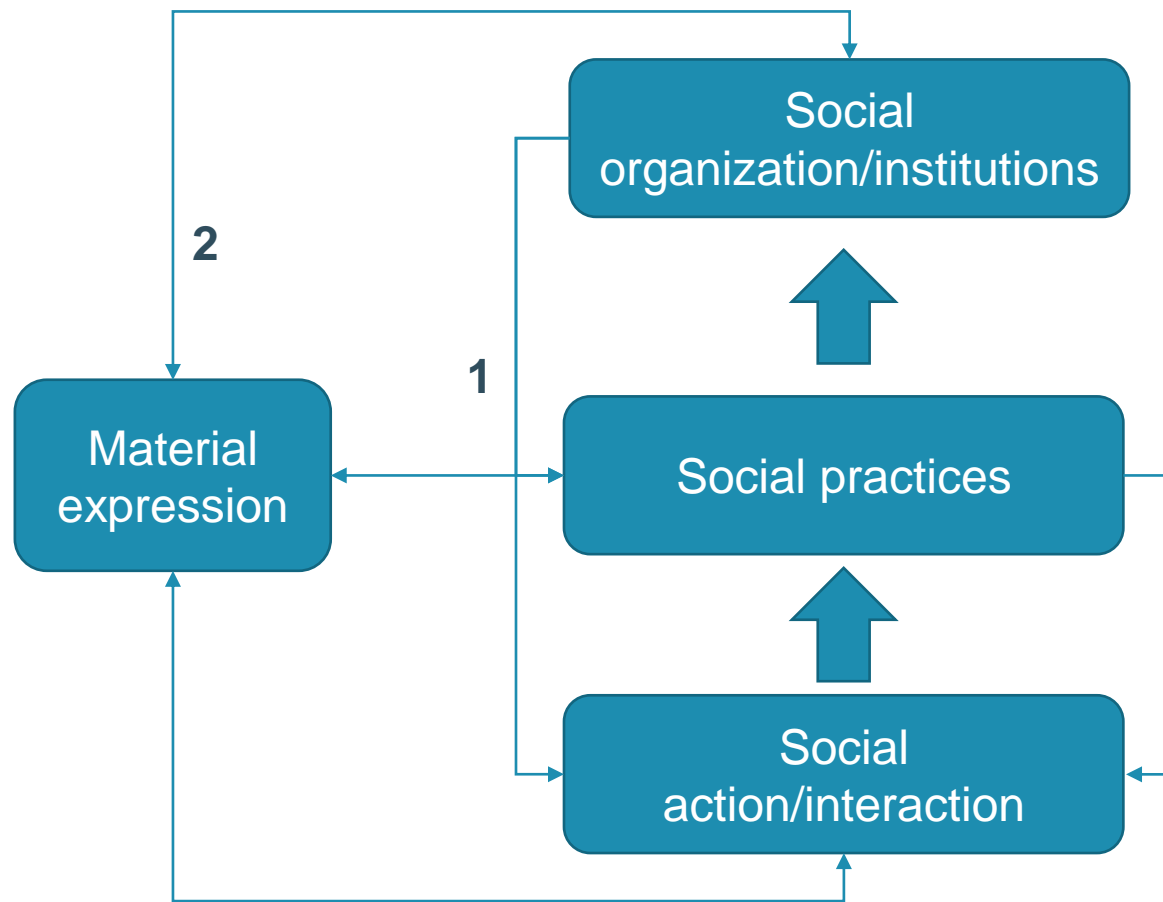 Social
organization/institutions
2
1
Material
expression
Social practices
Social
action/interaction